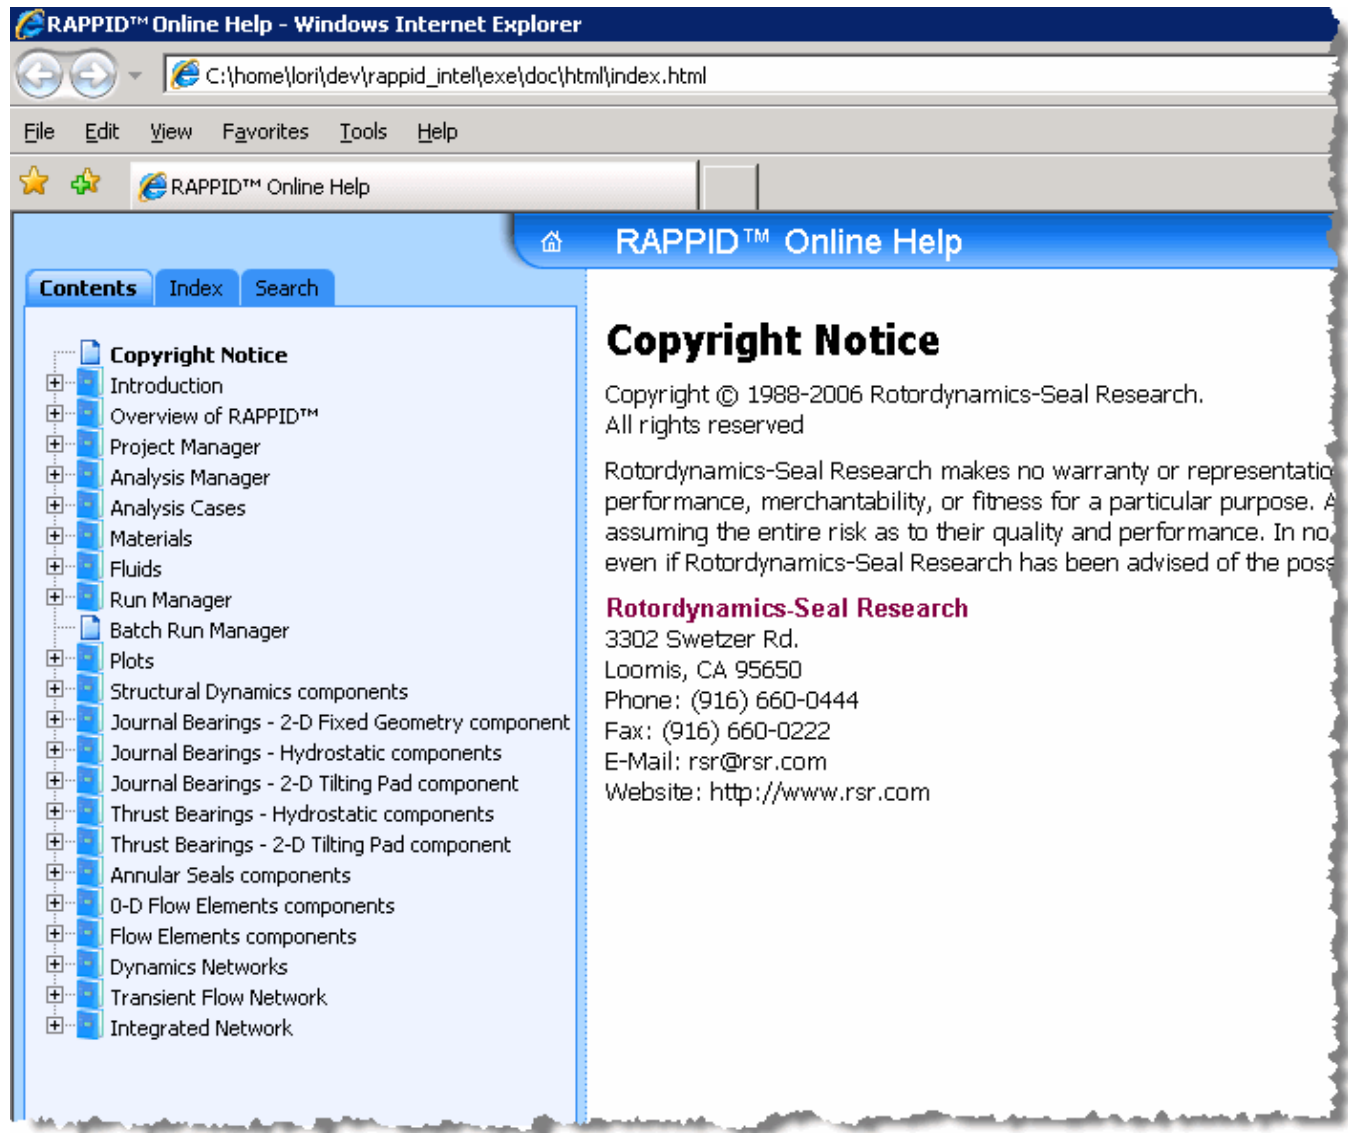 RAPPID™ Online Help - Windows Internet Explorer
C:\home\lori\dev\rappid_intel\exe\doc\html\index.html
File Edit View Favorites Tools Help
RAPPID™ Online Help
RAPPID™ Online Help
Contents Index Search
Copyright Notice
Introduction
Overview of RAPPID™
Project Manager
Analysis Manager
Analysis Cases
Materials
Fluids
Run Manager
Batch Run Manager
Plots
Structural Dynamics components
Journal Bearings - 2-D Fixed Geometry component
Journal Bearings - Hydrostatic components
Journal Bearings - 2-D Tilting Pad component
Thrust Bearings - Hydrostatic components
Thrust Bearings - 2-D Tilting Pad component
Annular Seals components
0-D Flow Elements components
Flow Elements components
Dynamics Networks
Transient Flow Network
Integrated Network
Copyright Notice
Copyright © 1988-2006 Rotordynamics-Seal Research.
All rights reserved
Rotordynamics-Seal Research makes no warranty or
performance, merchantability, or fitness for a particular purpose.
assuming the entire risk as to their quality and performance. In no
even if Rotordynamics-Seal Research has been advised of the
Rotordynamics-Seal Research
3302 Swetzer Rd.
Loomis, CA 95650
Phone: (916) 660-0444
Fax: (916) 660-0222
E-Mail: rsr@rsr.com
Website: http://www.rsr.com